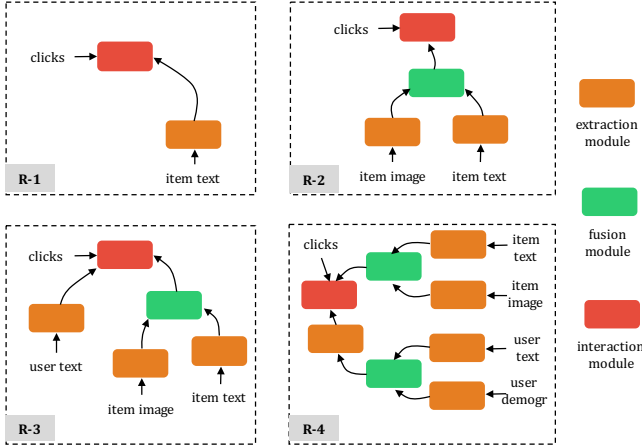 clicks
item text
R-1
clicks
item image
item text
R-2
clicks
user text
item image
item text
R-3
clicks
item
text
item
image
user
text
user
demogr
R-4
extraction
module
fusion
module
interaction
module